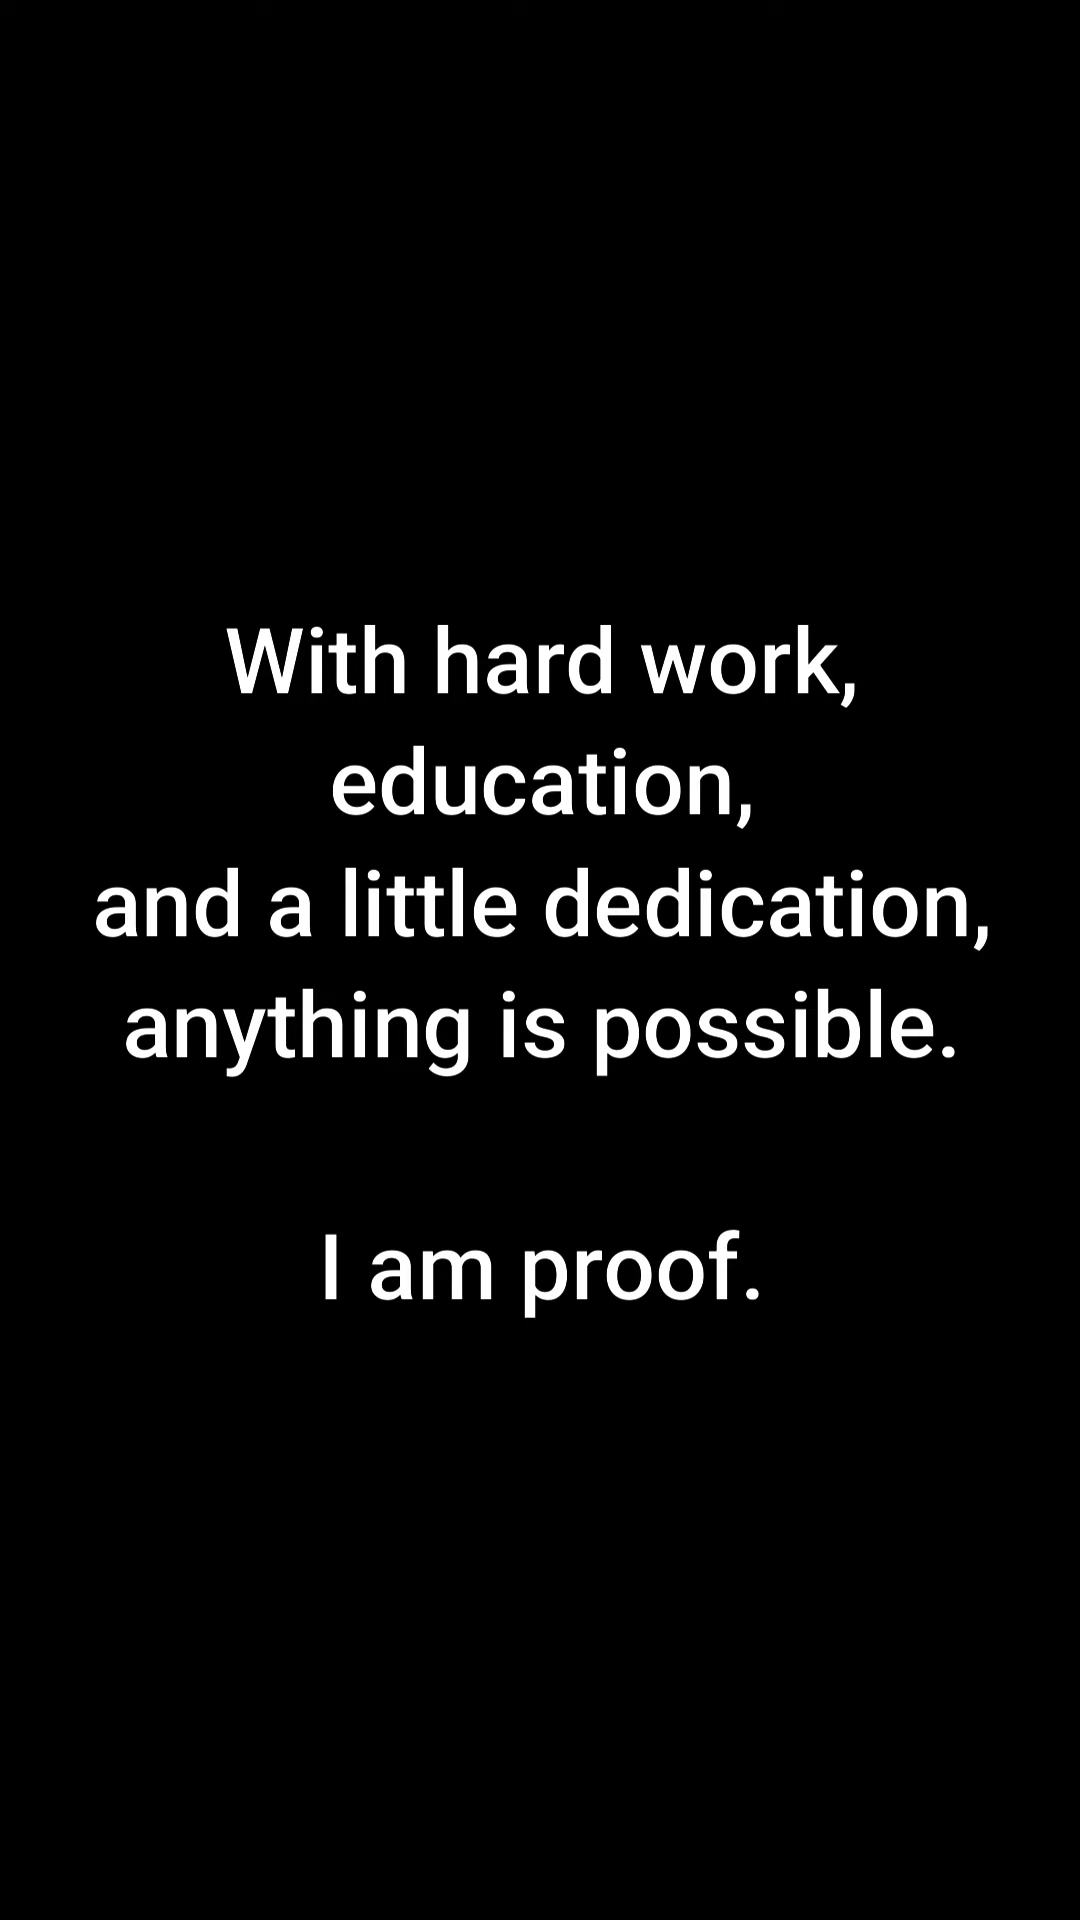 With hard work,
education,
and a little dedication,
anything is possible.
I am proof.